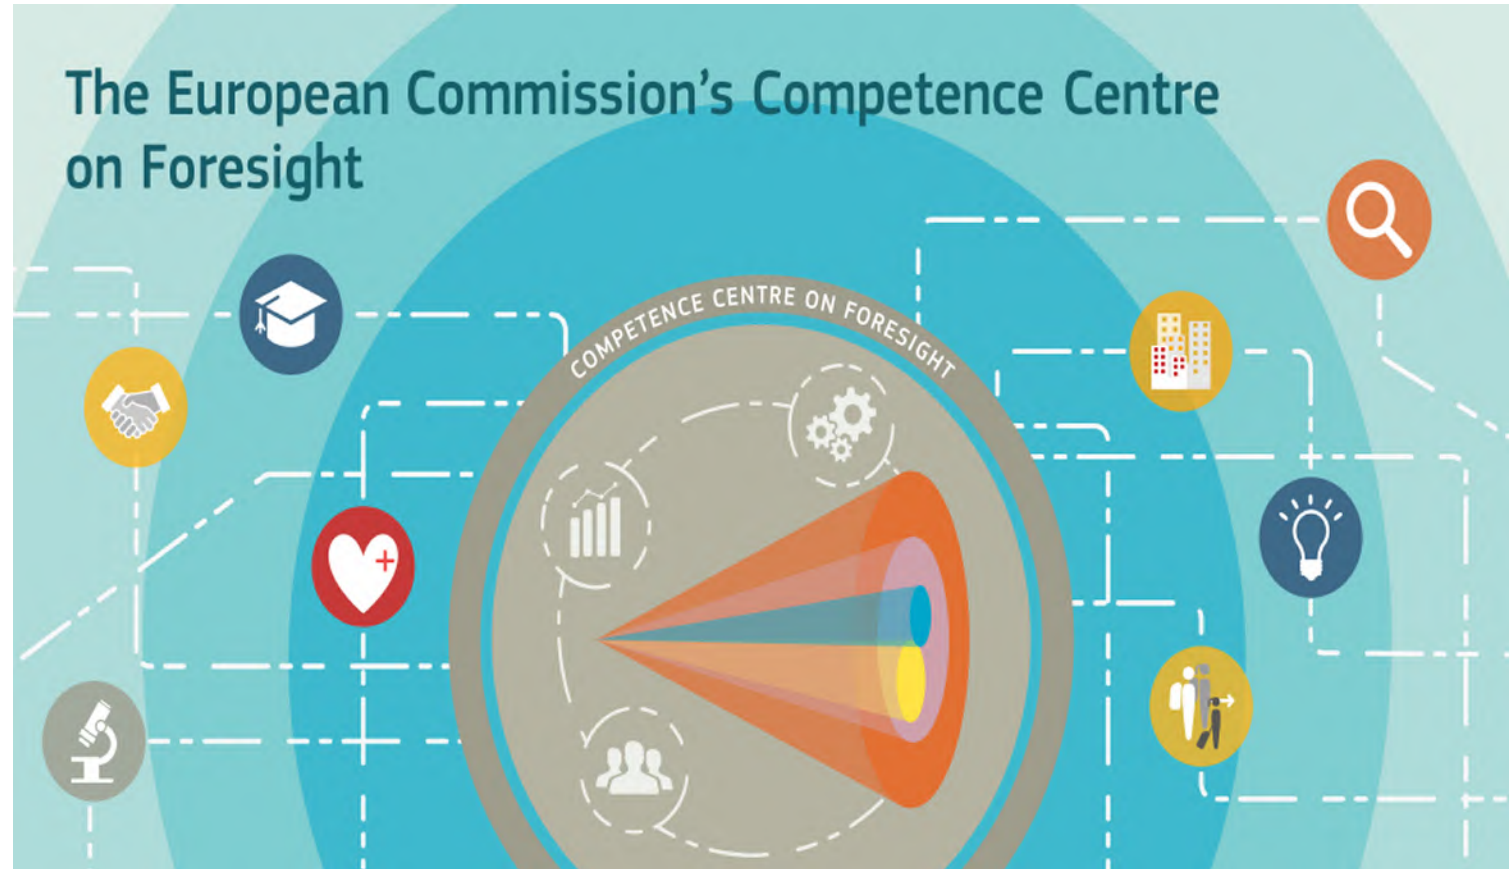 The European Commission’s Competence Centre
on Foresight
COMPETENCE CENTRE ON FORESIGHT